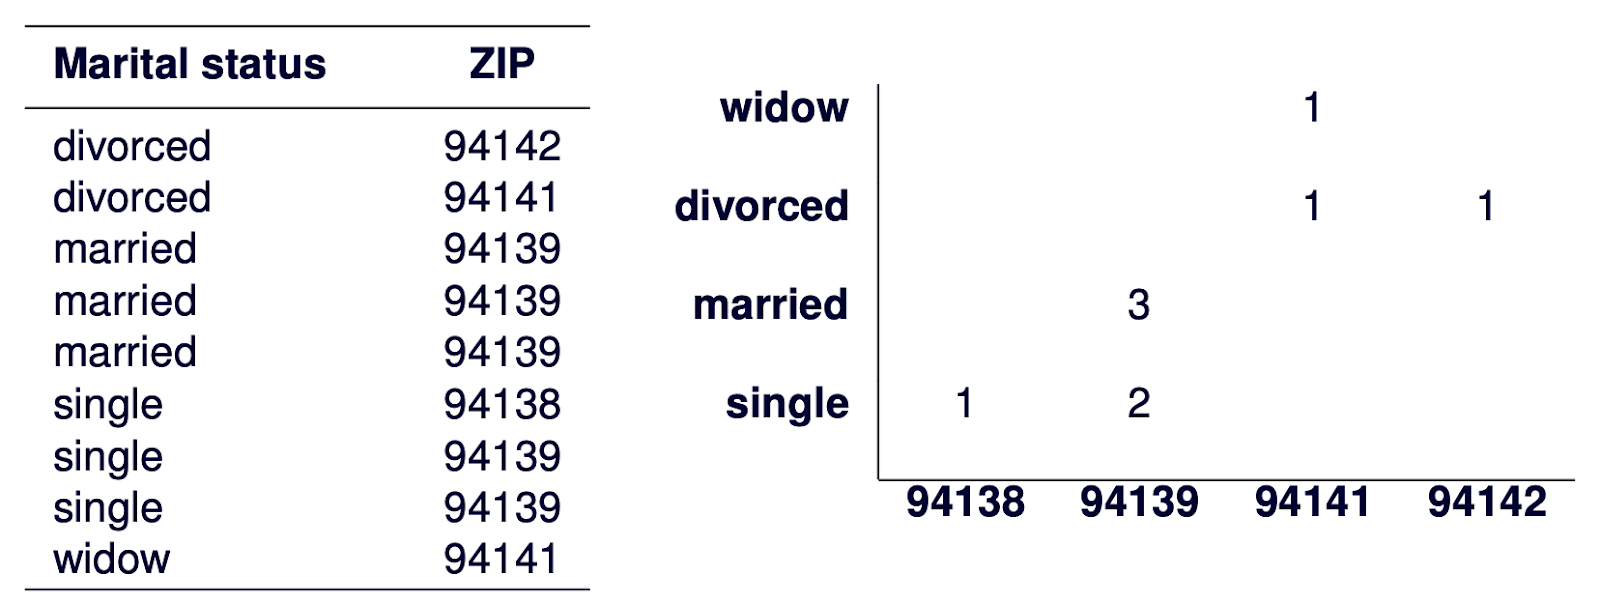 Marital status ZIP
divorced 94142
divorced 94141
married 94139
married 94139
married 94139
single 94138
single 94139
single 94139
widow 94141
widow 1
divorced 1 1
married 3
single 1 2
94138 94139 94141 94142